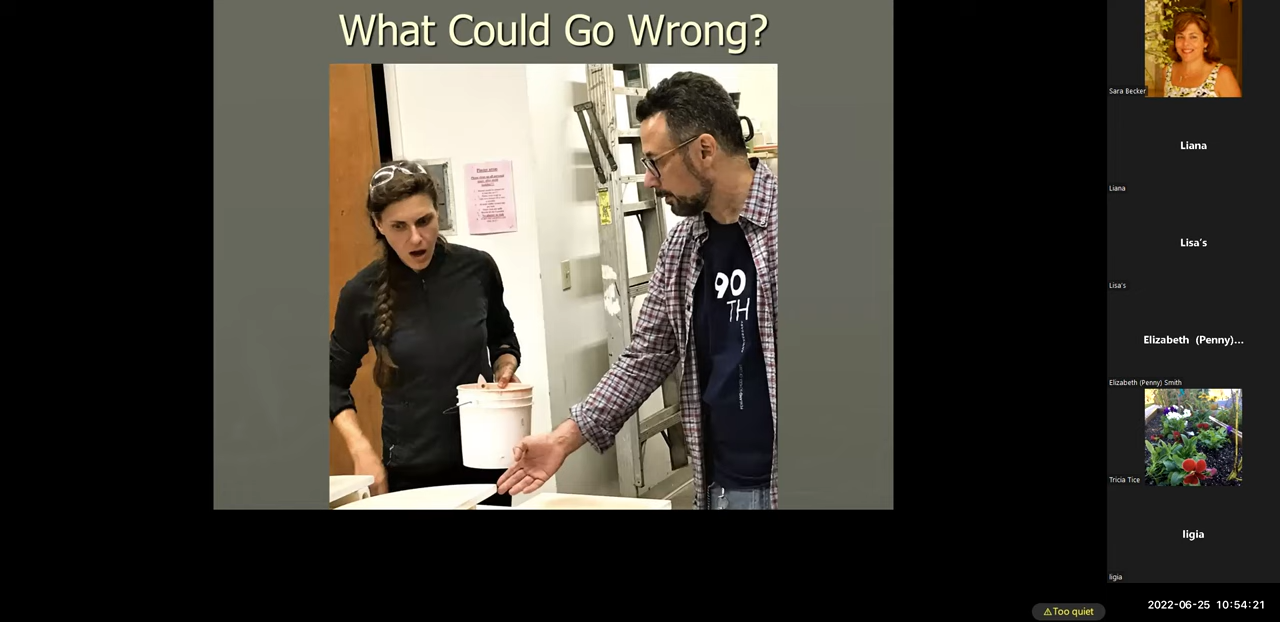 What Could Go Wrong?
90
TH
Sara Becker
Liana
Liana
Lisa's
Lisa's
Elizabeth (Penny)...
Elizabeth (Penny) Smith
Tricia Tice
ligia
ligia
⚠Too quiet
2022-06-25 10:54:21